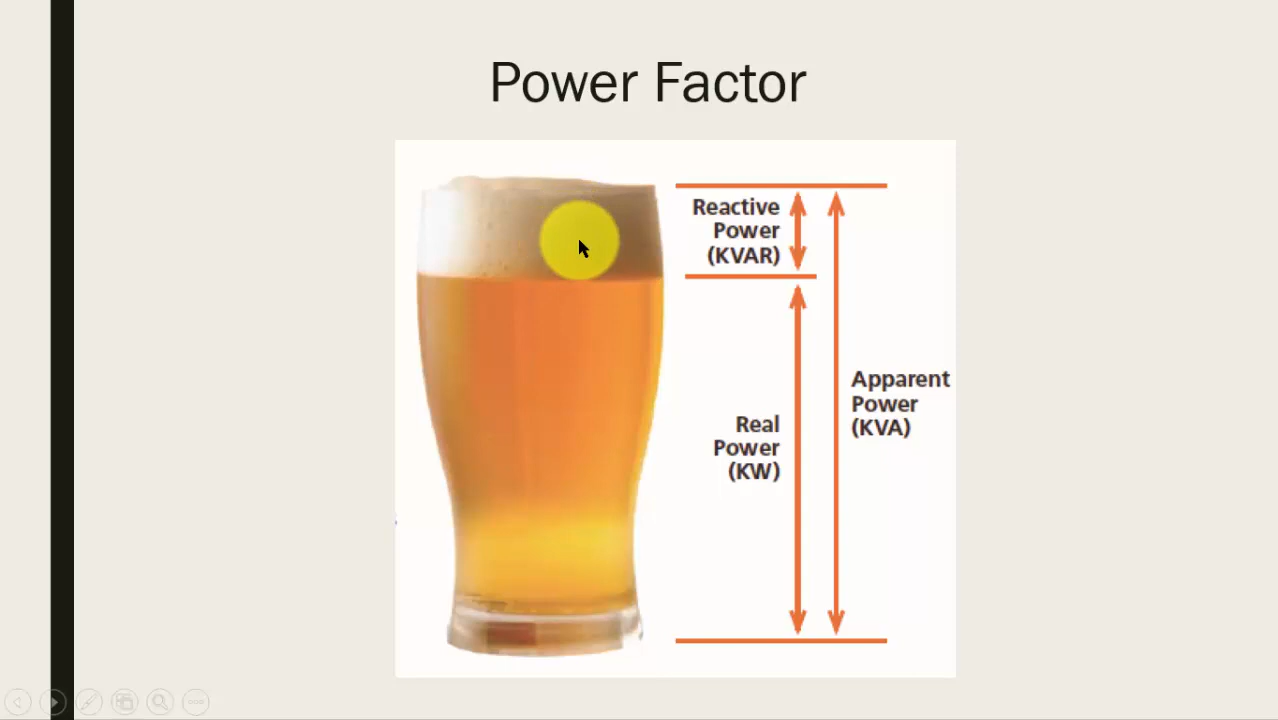 Power Factor
Reactive
Power
(KVAR)
Real
Power
(KW)
Apparent
Power
(KVA)